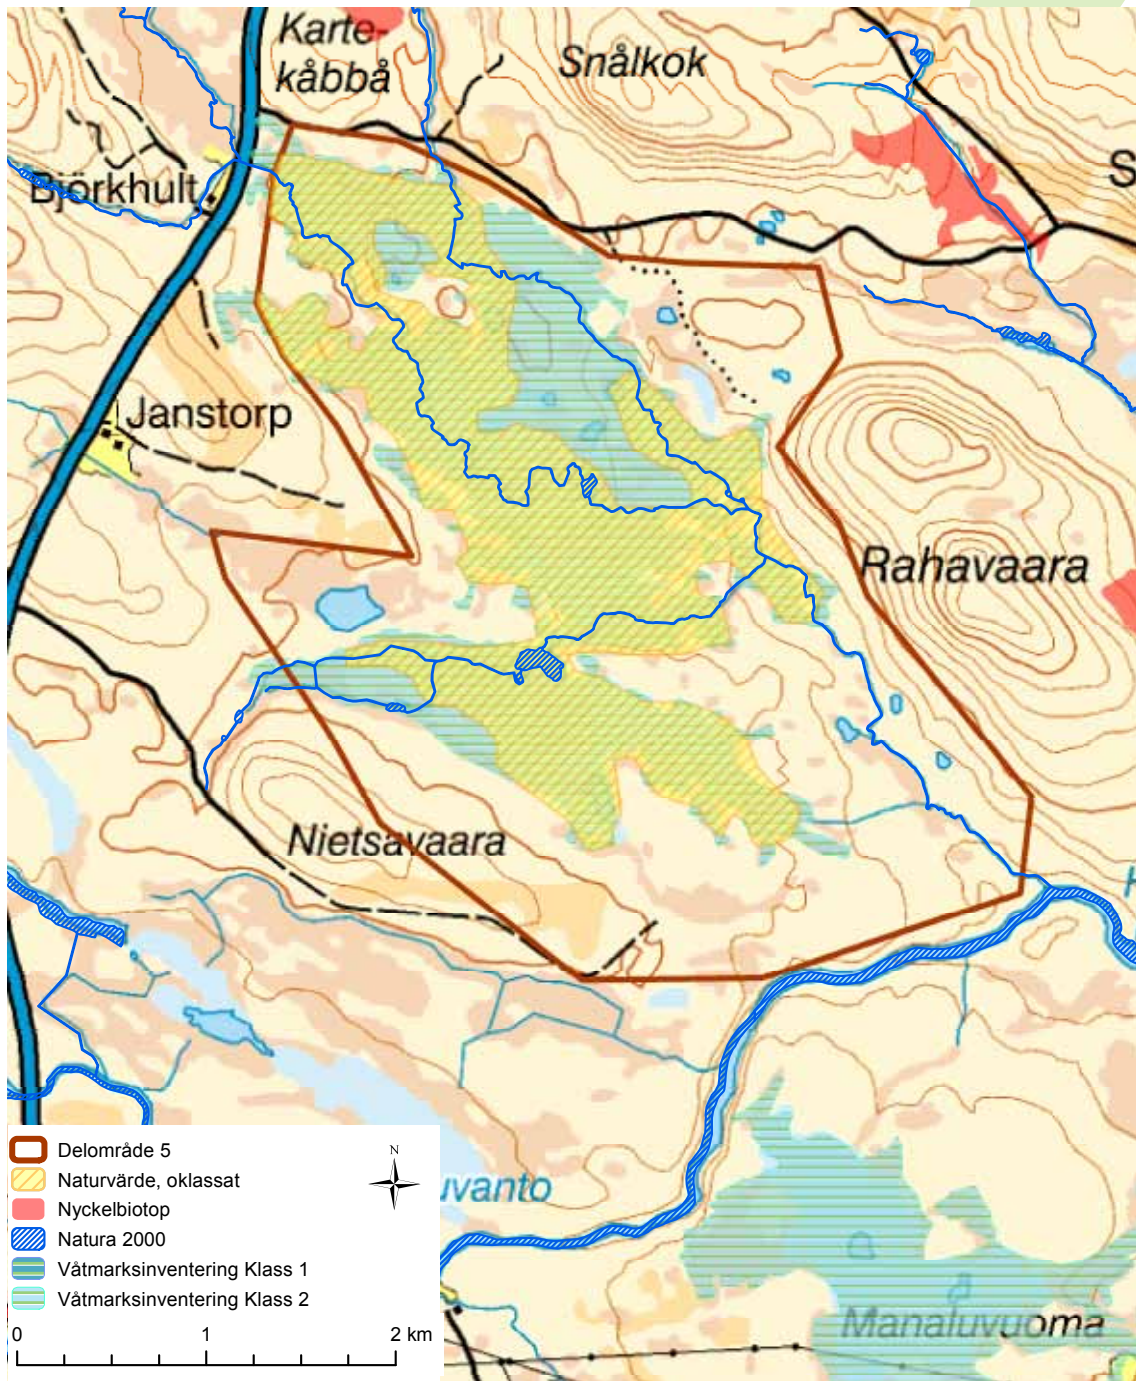 Karte-
kåbbå
Snålkok
S
Björkhult
Janstorp
Rahavaara
Nietsavaara
uvanto
Manaluvuoma
Delområde 5
Naturvärde, oklassat
Nyckelbiotop
Natura 2000
Våtmarksinventering Klass 1
Våtmarksinventering Klass 2
N
0 1 2 km